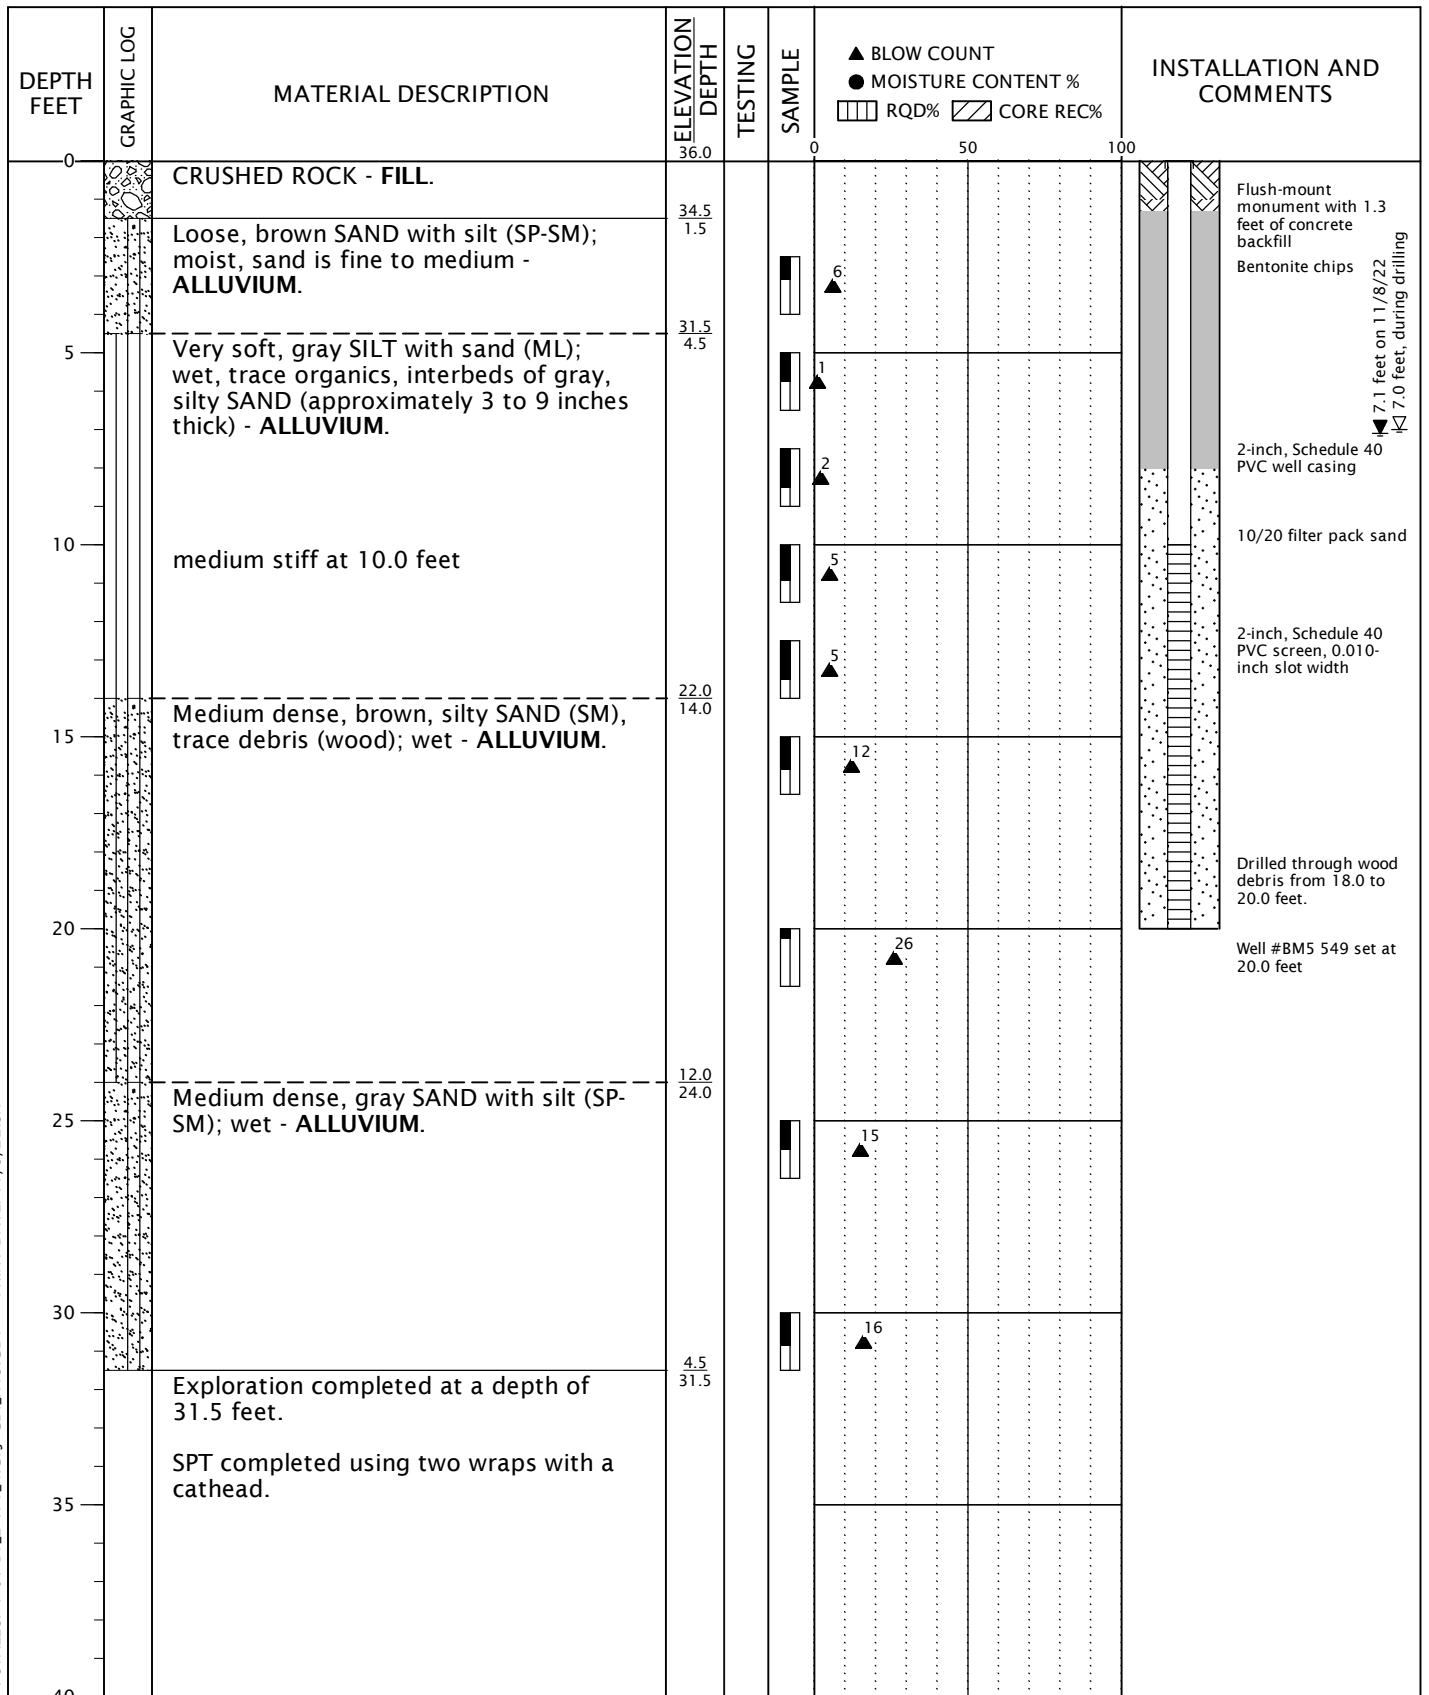 DEPTH
FEET
GRAPHIC LOG
MATERIAL DESCRIPTION
ELEVATION
DEPTH
TESTING
SAMPLE
▲ BLOW COUNT
● MOISTURE CONTENT %
RQD% CORE REC%
INSTALLATION AND
COMMENTS
0 50 100
36.0
0
CRUSHED ROCK - FILL.
34.5
1.5
Loose, brown SAND with silt (SP-SM);
moist, sand is fine to medium -
ALLUVIUM.
6
Flush-mount
monument with 1.3
feet of concrete
backfill
Bentonite chips
7.1 feet on 11/8/22
7.0 feet, during drilling
31.5
4.5
5
Very soft, gray SILT with sand (ML);
wet, trace organics, interbeds of gray,
silty SAND (approximately 3 to 9 inches
thick) - ALLUVIUM.
1
2
2-inch, Schedule 40
PVC well casing
10
medium stiff at 10.0 feet
5
10/20 filter pack sand
5
2-inch, Schedule 40
PVC screen, 0.010-
inch slot width
22.0
14.0
Medium dense, brown, silty SAND (SM),
trace debris (wood); wet - ALLUVIUM.
15
12
Drilled through wood
debris from 18.0 to
20.0 feet.
20
26
Well #BM5 549 set at
20.0 feet
12.0
24.0
Medium dense, gray SAND with silt (SP-
SM); wet - ALLUVIUM.
25
15
30
16
4.5
31.5
Exploration completed at a depth of
31.5 feet.
SPT completed using two wraps with a
cathead.
35
40